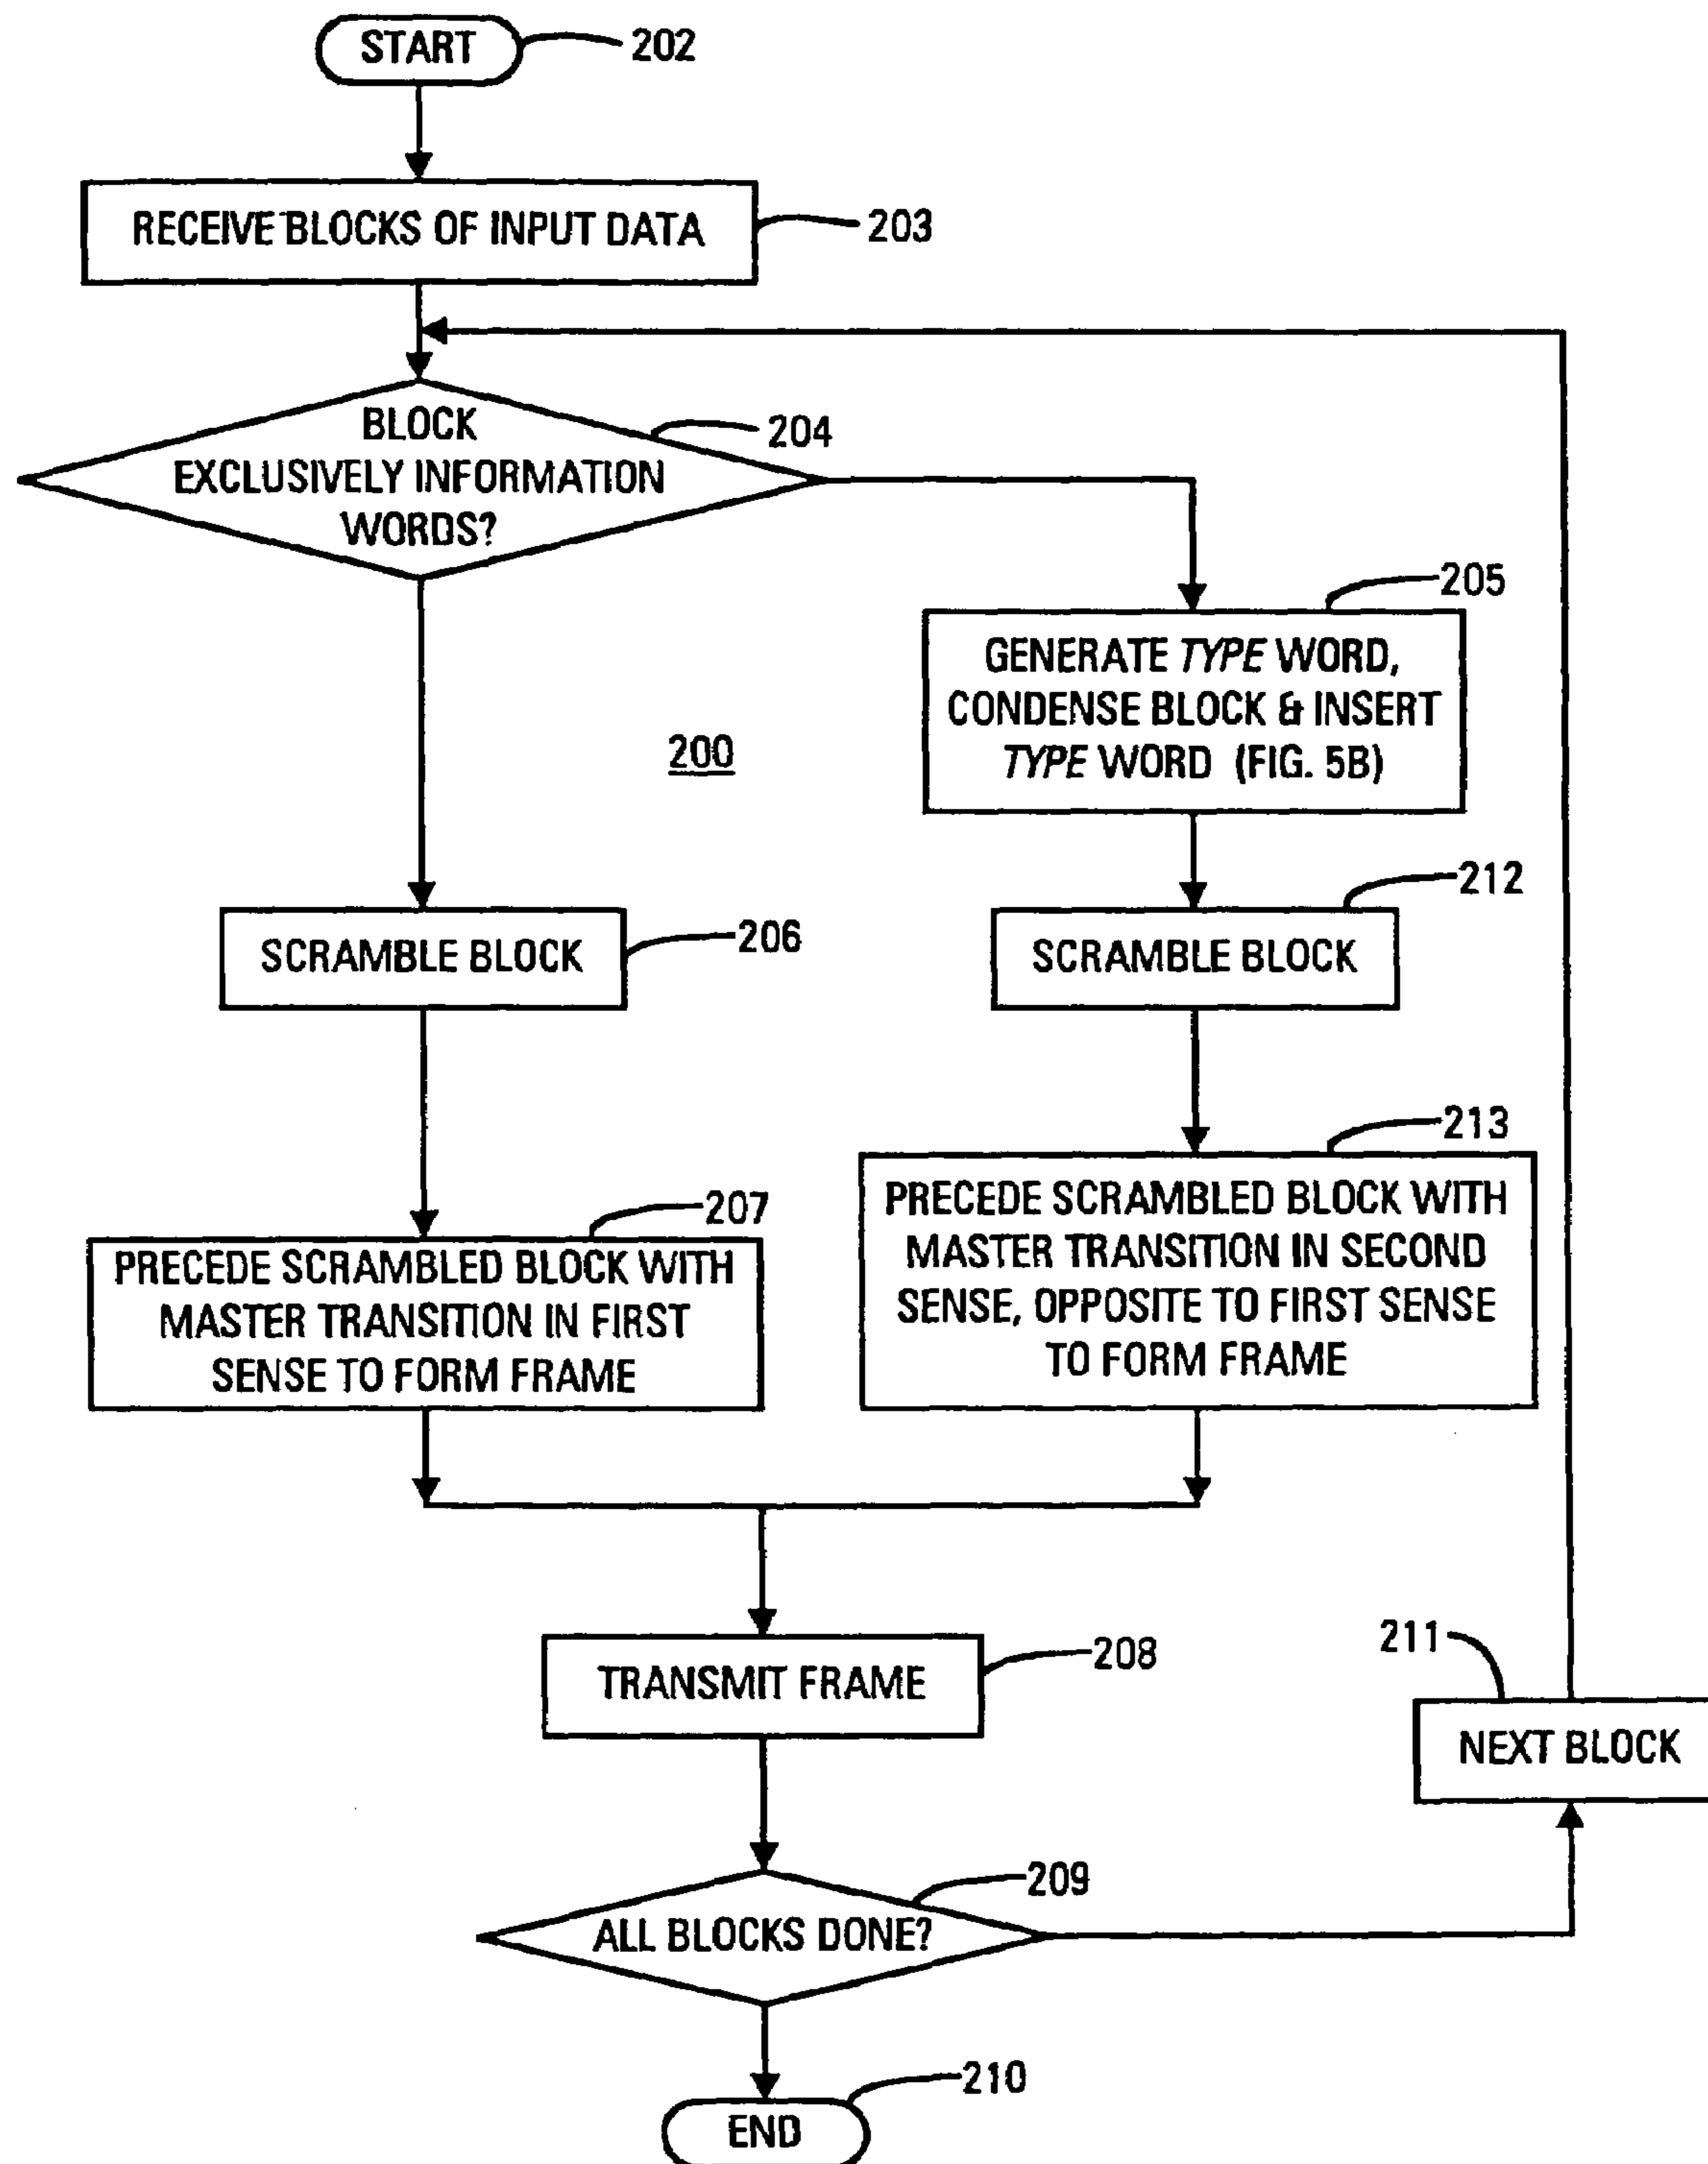 START
202
RECEIVE BLOCKS OF INPUT DATA
203
BLOCK
EXCLUSIVELY INFORMATION
WORDS?
204
205
GENERATE TYPE WORD,
CONDENSE BLOCK & INSERT
TYPE WORD (FIG. 5B)
200
SCRAMBLE BLOCK
206
212
SCRAMBLE BLOCK
207
PRECEDE SCRAMBLED BLOCK WITH
MASTER TRANSITION IN FIRST
SENSE TO FORM FRAME
213
PRECEDE SCRAMBLED BLOCK WITH
MASTER TRANSITION IN SECOND
SENSE, OPPOSITE TO FIRST SENSE
TO FORM FRAME
TRANSMIT FRAME
208
211
NEXT BLOCK
ALL BLOCKS DONE?
209
END
210